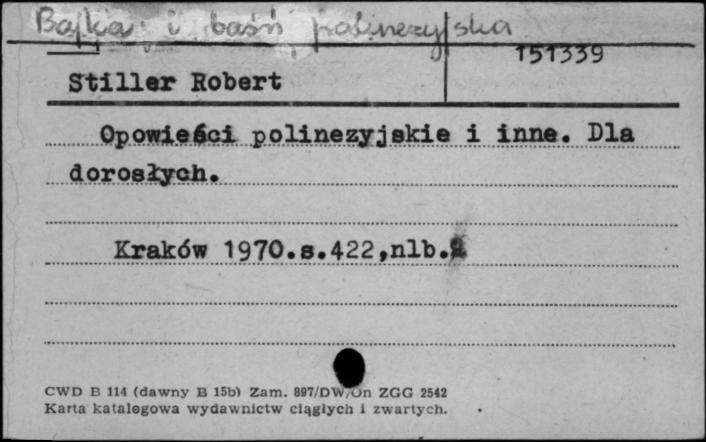 Bajka i baśń polinezyjska
151339
Stiller Robert
Opowieści polinezyjskie i inne. Dla
dorosłych.
Kraków 1970.s.422,nlb.2
CWD B 114 (dawny B 15b) Zam. 897/DW/On ZGG 2542
Karta katalogowa wydawnictw ciągłych i zwartych.